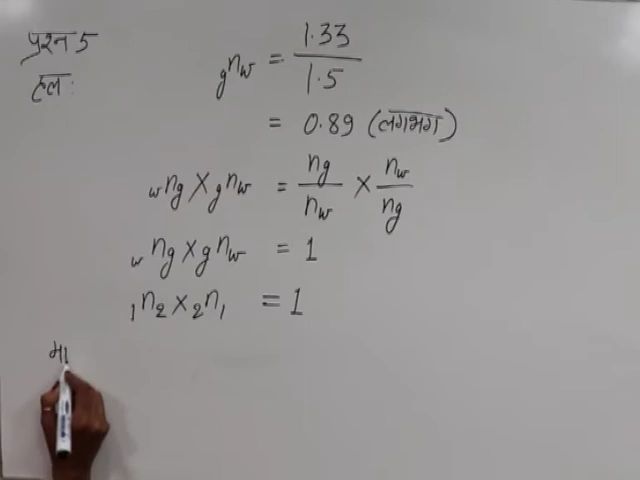 प्रश्न 5
हल :
gnw = 1.33 / 1.5
= 0.89 (लगभग)
wng × gnw = ng / nw × nw / ng
wng × gnw = 1
1n2 × 2n1 = 1
मा